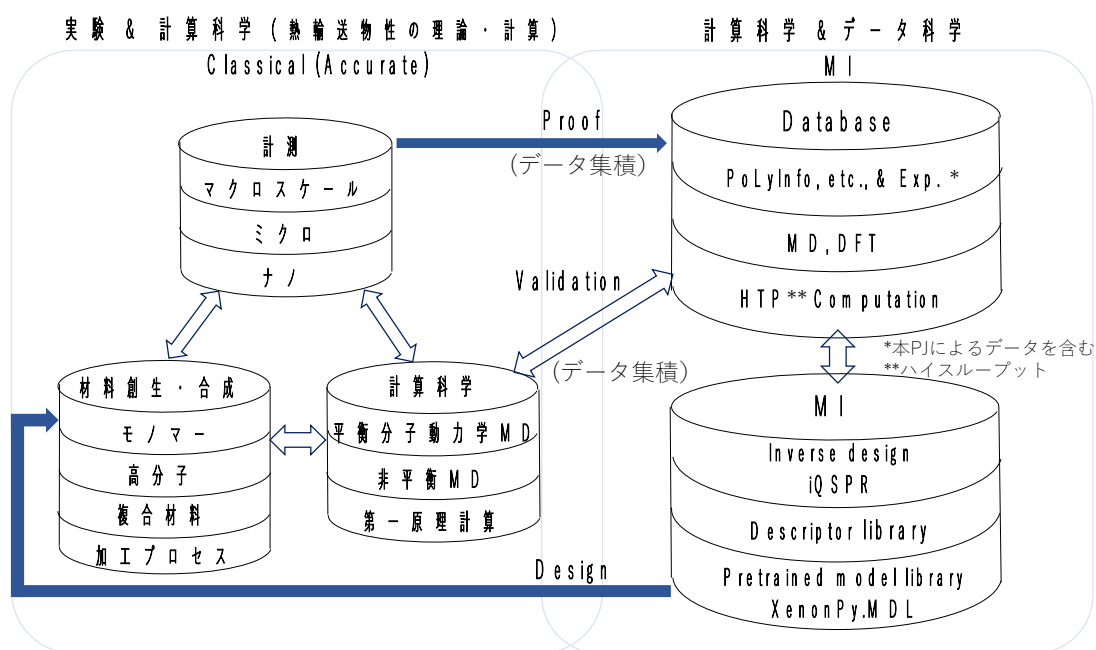 実験 & 計算科学(熱輸送物性の理論・計算)
Classical(Accurate)
計算科学&データ科学
MI
計測
マクロスケール
ミクロ
ナノ
Proof
(データ集積)
Database
PoLyInfo,etc.,& Exp.*
MD,DFT
HTP**Computation
Validation
(データ集積)
*本PJによるデータを含む
**ハイスループット
材料創生・合成
モノマー
高分子
複合材料
加工プロセス
計算科学
平衡分子動力学MD
非平衡MD
第一原理計算
MI
Inverse design
iQSPR
Descriptor library
Pretrained model library
XenonPy.MDL
Design